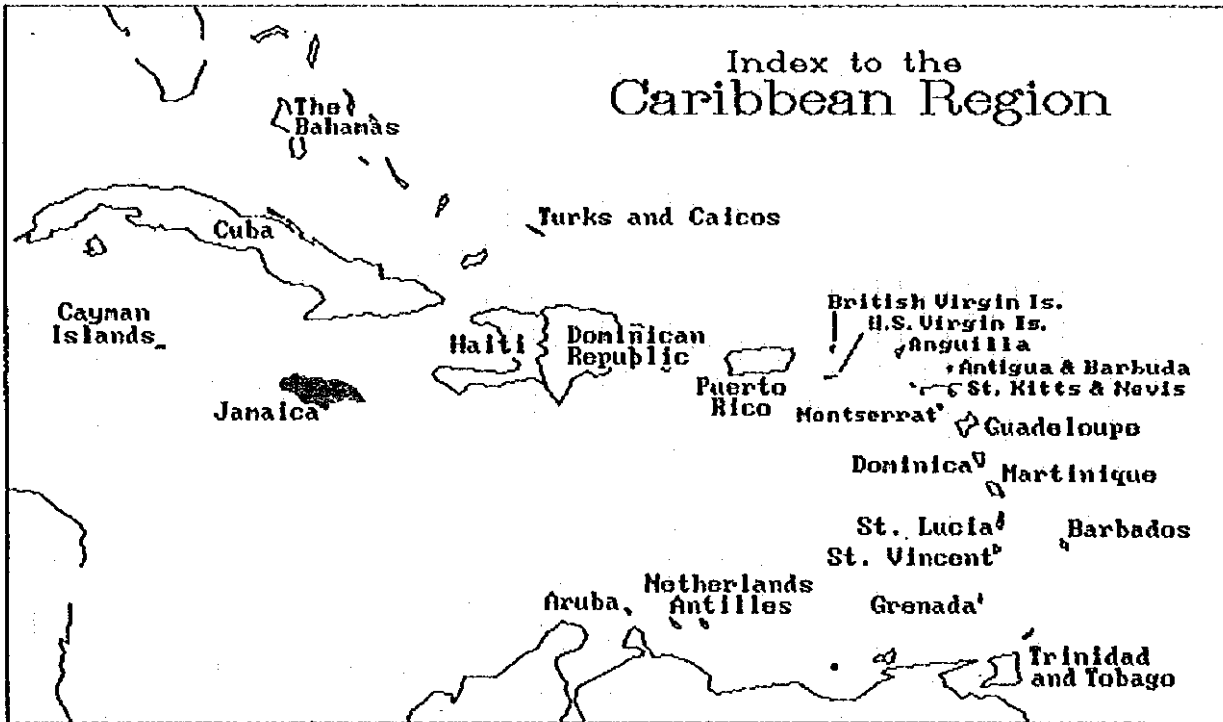 Index to the
Caribbean Region
The
Bahamas
Turks and Caicos
Cuba
Cayman
Islands
British Virgin Is.
U.S. Virgin Is.
Haiti
Dominican
Republic
Anguilla
Antigua & Barbuda
St. Kitts & Nevis
Puerto
Rico
Jamaica
Montserrat
Guadeloupe
Dominica
Martinique
St. Lucia
Barbados
St. Vincent
Netherlands
Antilles
Aruba
Grenada
Trinidad
and Tobago